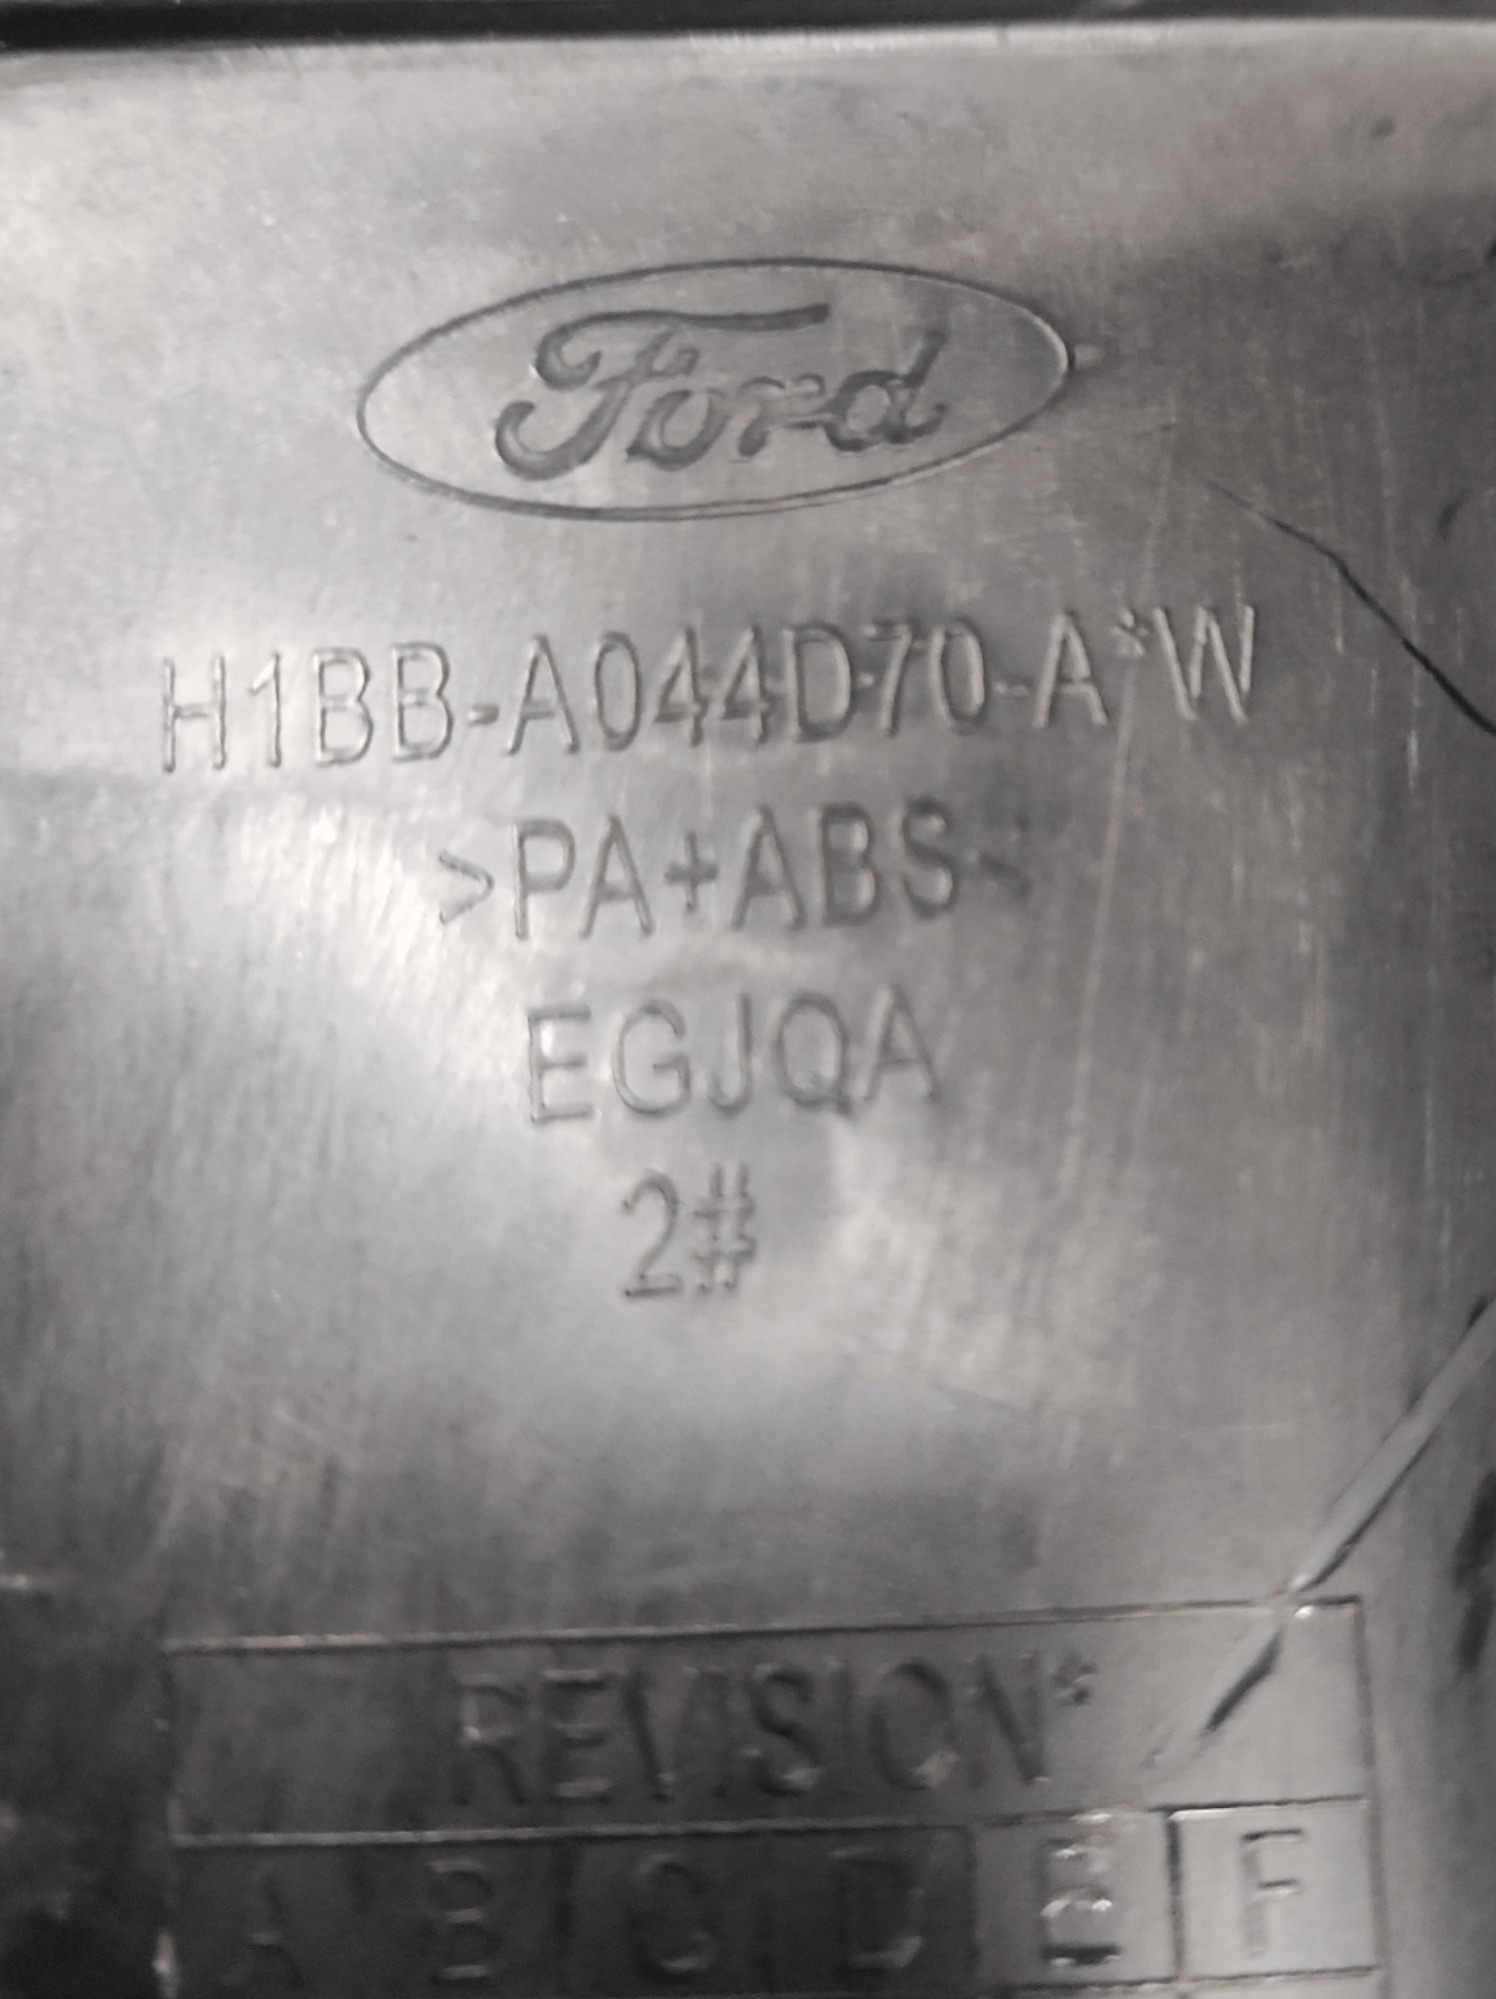 Ford
H1BB-A044D70-A*W
>PA+ABS<
EGJQA
2#
REVISION*
A B C D E F